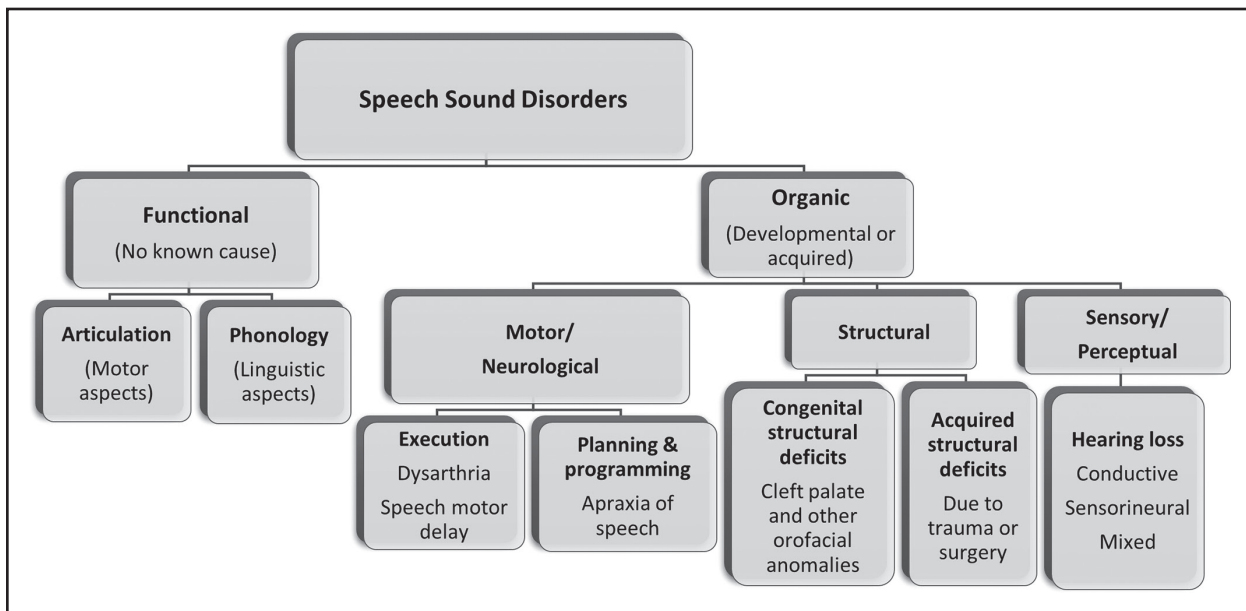 Speech Sound Disorders
Functional
(No known cause)
Organic
(Developmental or
acquired)
Articulation
(Motor
aspects)
Phonology
(Linguistic
aspects)
Motor/
Neurological
Structural
Sensory/
Perceptual
Execution
Dysarthria
Speech motor
delay
Planning &
programming
Apraxia of
speech
Congenital
structural
deficits
Cleft palate
and other
orofacial
anomalies
Acquired
structural
deficits
Due to
trauma or
surgery
Hearing loss
Conductive
Sensorineural
Mixed